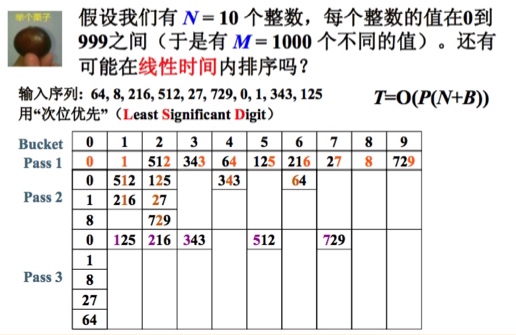 举个栗子
假设我们有 N = 10 个整数，每个整数的值在0到
999之间（于是有 M = 1000 个不同的值）。还有
可能在线性时间内排序吗？
输入序列: 64, 8, 216, 512, 27, 729, 0, 1, 343, 125
T=O(P(N+B))
用“次位优先”（Least Significant Digit）
Bucket 0 1 2 3 4 5 6 7 8 9
Pass 1 0 1 512 343 64 125 216 27 8 729
0 512 125 343 64
Pass 2 1 216 27
8 729
0 125 216 343 512 729
1
Pass 3 8
27
64